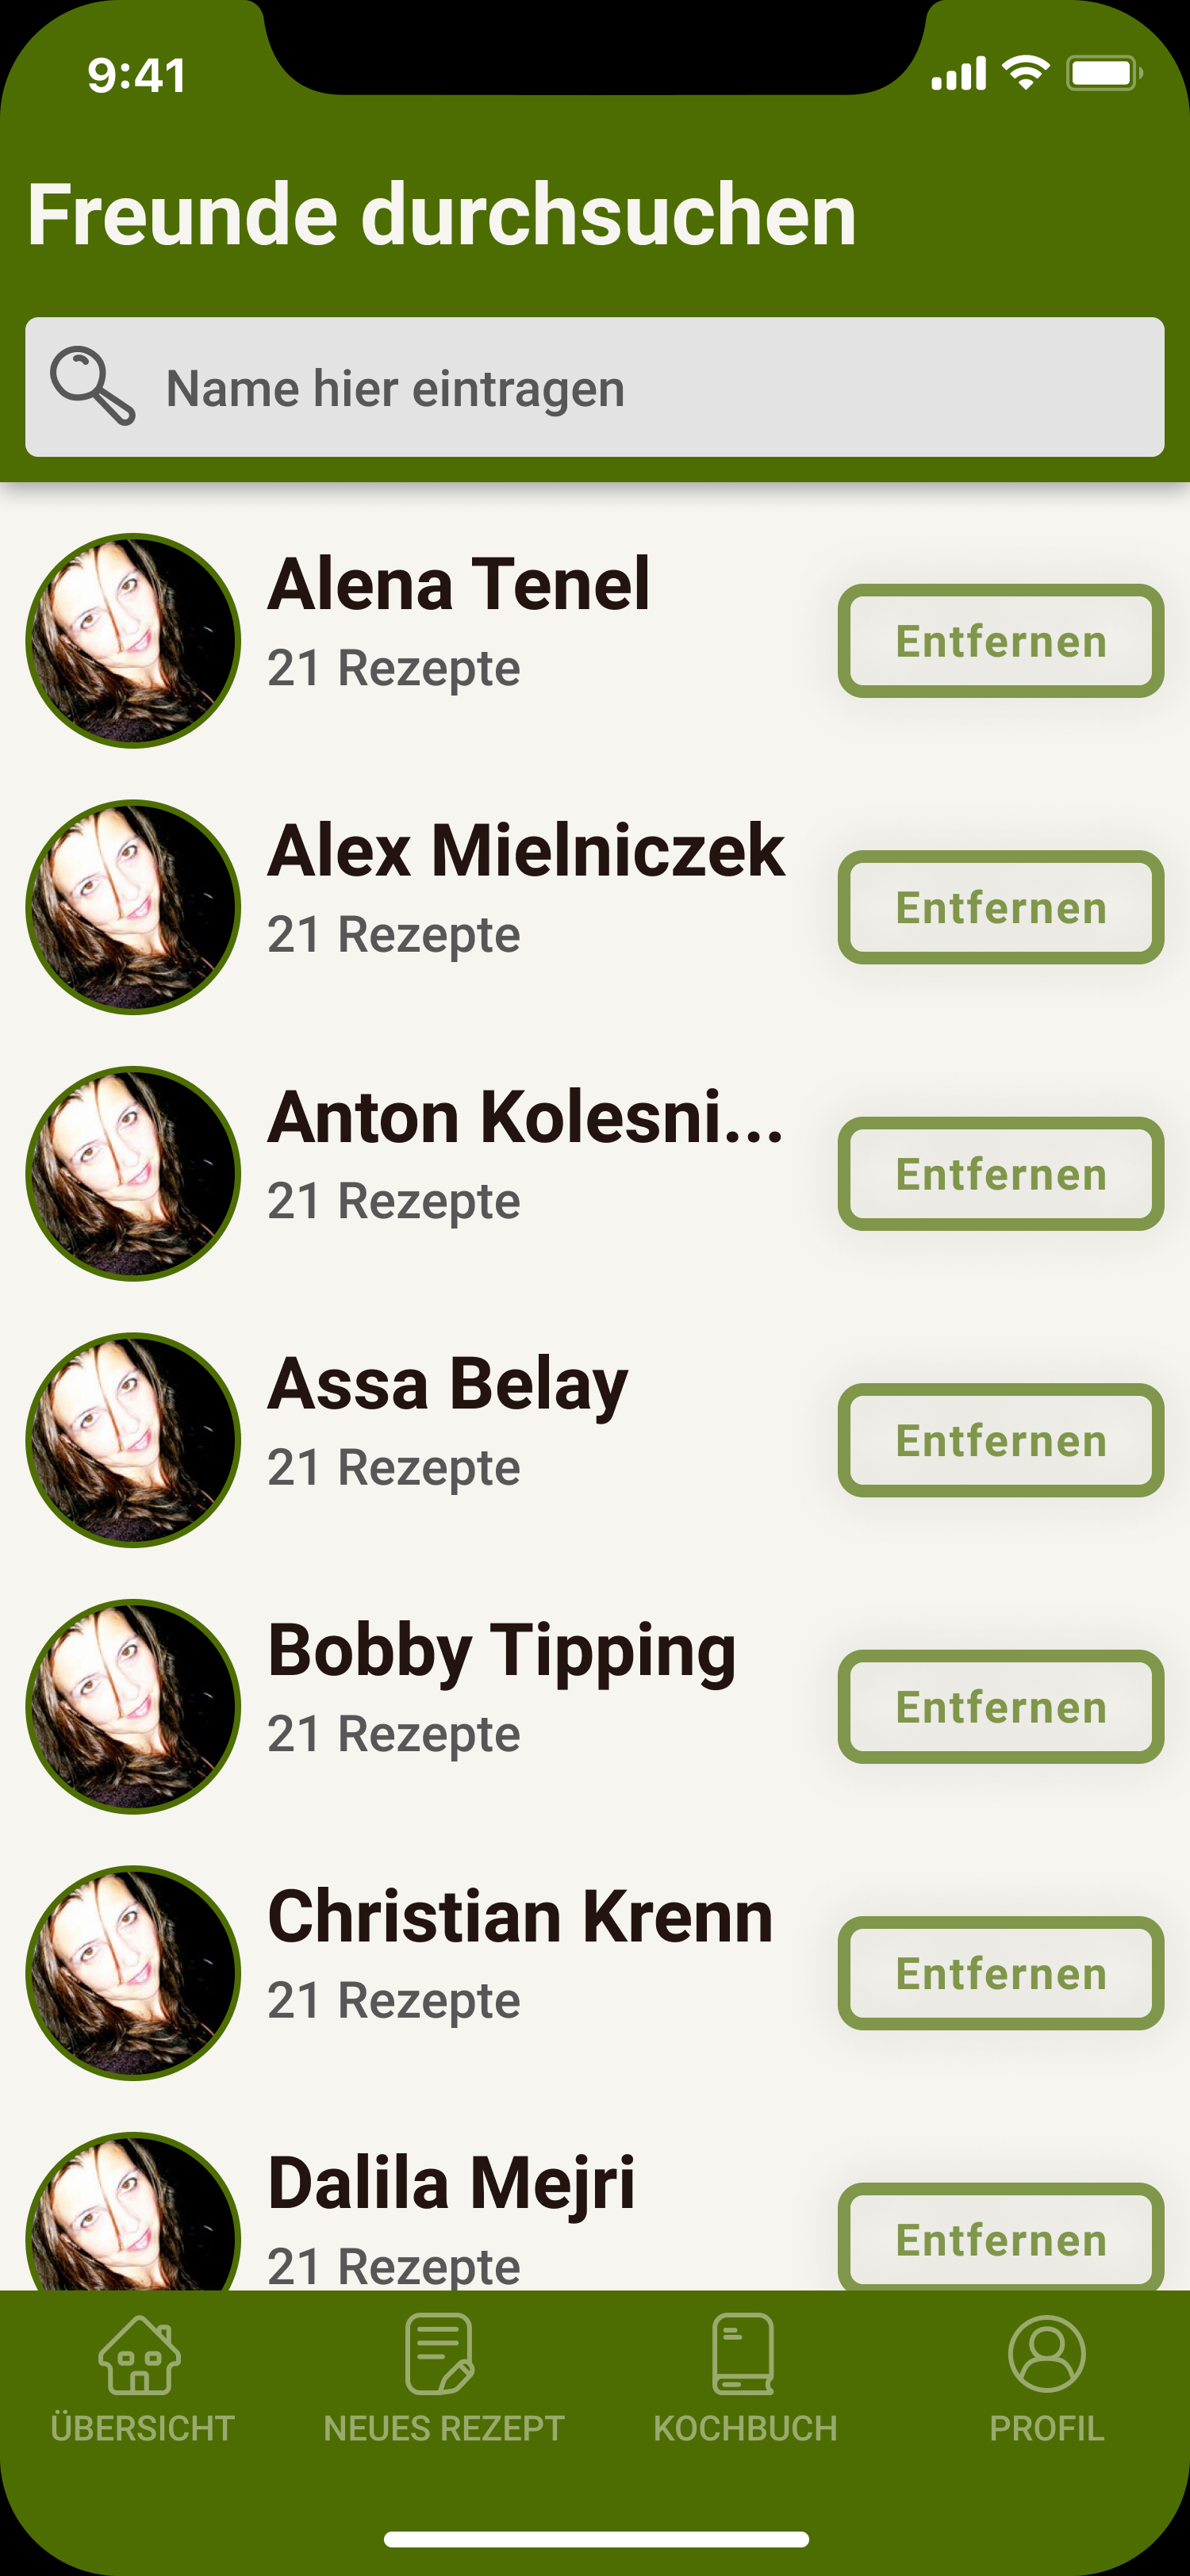 9:41
Freunde durchsuchen
Name hier eintragen
Alena Tenel
21 Rezepte
Entfernen
Alex Mielniczek
21 Rezepte
Entfernen
Anton Kolesni...
21 Rezepte
Entfernen
Assa Belay
21 Rezepte
Entfernen
Bobby Tipping
21 Rezepte
Entfernen
Christian Krenn
21 Rezepte
Entfernen
Dalila Mejri
21 Rezepte
Entfernen
ÜBERSICHT NEUES REZEPT KOCHBUCH PROFIL